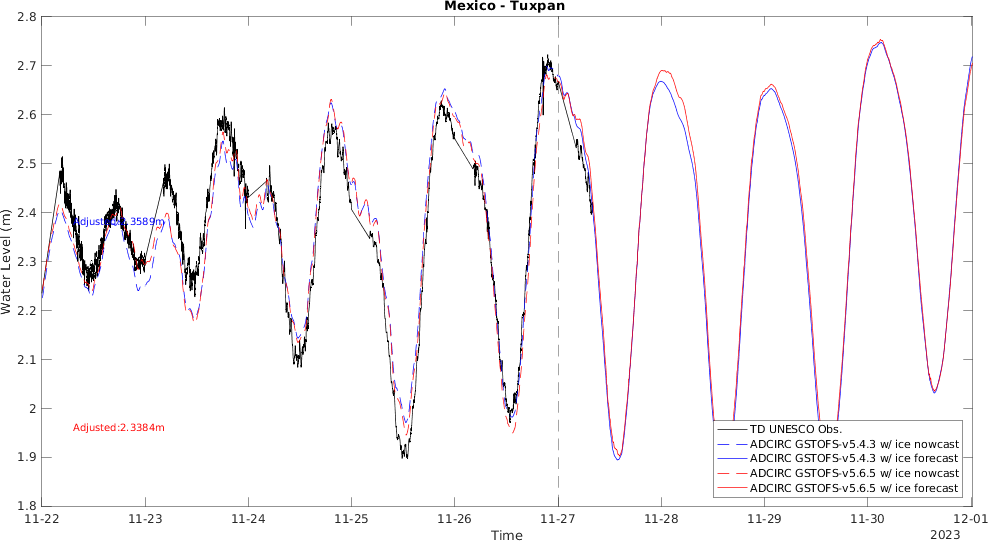 Mexico - Tuxpan
2.8
2.7
2.6
2.5
2.4
2.3
2.2
2.1
2
1.9
1.8
Water Level (m)
Adjusted:2.3589m
Adjusted:2.3384m
TD UNESCO Obs.
ADCIRC GSTOFS-v5.4.3 w/ ice nowcast
ADCIRC GSTOFS-v5.4.3 w/ ice forecast
ADCIRC GSTOFS-v5.6.5 w/ ice nowcast
ADCIRC GSTOFS-v5.6.5 w/ ice forecast
11-22 11-23 11-24 11-25 11-26 11-27 11-28 11-29 11-30 12-01
Time
2023